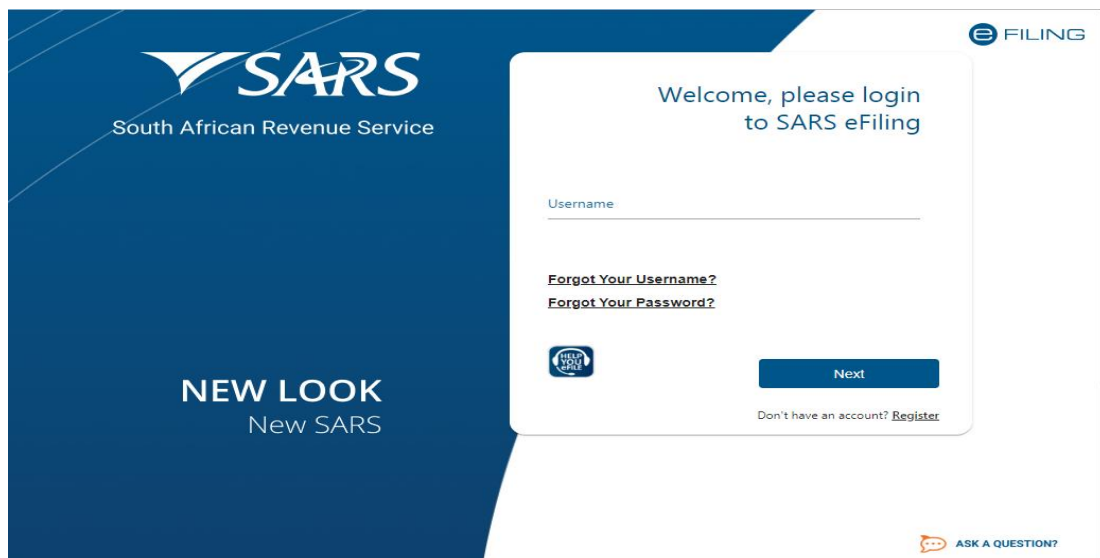 SARS
South African Revenue Service
NEW LOOK
New SARS
e FILING
Welcome, please login
to SARS eFiling
Username
Forgot Your Username?
Forgot Your Password?
HELP
YOU
eFILE
Next
Don't have an account? Register
ASK A QUESTION?